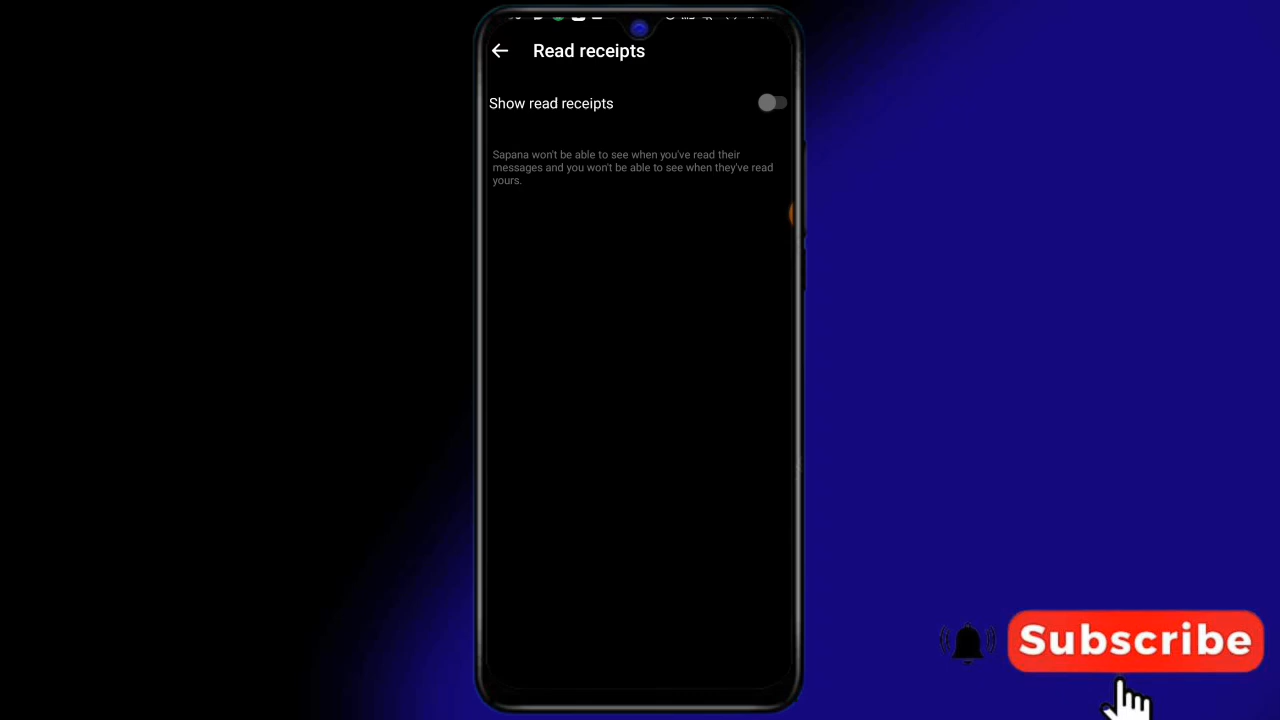 Read receipts
Show read receipts
Sapana won't be able to see when you've read their
messages and you won't be able to see when they've read
yours.
Subscribe